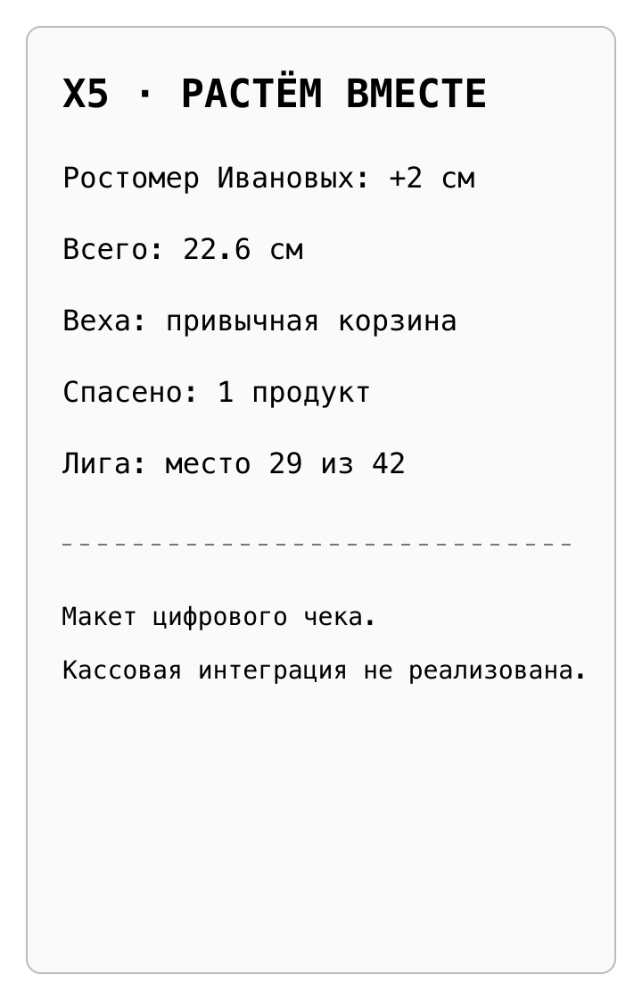 X5 · РАСТЁМ ВМЕСТЕ
Ростомер Ивановых: +2 см
Всего: 22.6 см
Веха: привычная корзина
Спасено: 1 продукт
Лига: место 29 из 42
Макет цифрового чека.
Кассовая интеграция не реализована.